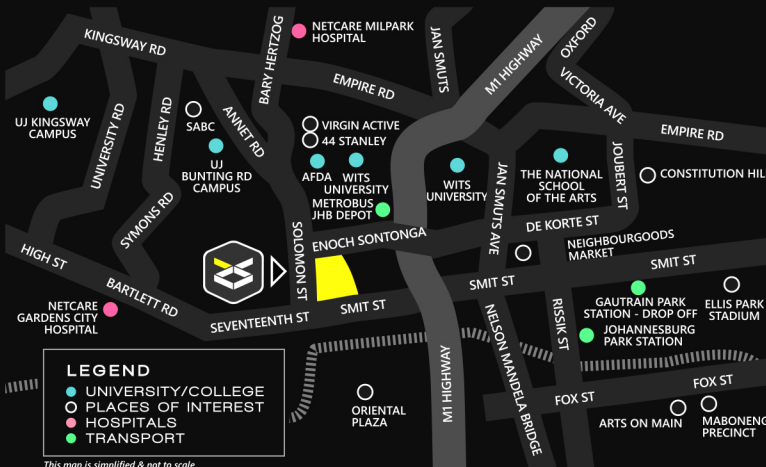 KINGSWAY RD
BARY HERTZOG
NETCARE MILPARK
HOSPITAL
JAN SMUTS
M1 HIGHWAY
OXFORD
EMPIRE RD
VICTORIA AVE
EMPIRE RD
UJ KINGSWAY
CAMPUS
UNIVERSITY RD
HENLEY RD
SABC
ANNET RD
UJ
BUNTING RD
CAMPUS
VIRGIN ACTIVE
44 STANLEY
AFDA
WITS
UNIVERSITY
METROBUS
JHB DEPOT
WITS
UNIVERSITY
JAN SMUTS AVE
THE NATIONAL
SCHOOL
OF THE ARTS
JOUBERT ST
CONSTITUTION HIL
SYMONS RD
SOLOMON ST
ENOCH SONTONGA
DE KORTE ST
NEIGHBOURGOODS
MARKET
HIGH ST
BARTLETT RD
SMIT ST
SMIT ST
SMIT ST
SEVENTEENTH ST
NETCARE
GARDENS CITY
HOSPITAL
GAUTRAIN PARK
STATION - DROP OFF
ELLIS PARK
STADIUM
RISSIK ST
JOHANNESBURG
PARK STATION
NELSON MANDELA BRIDGE
M1 HIGHWAY
ORIENTAL
PLAZA
FOX ST
FOX ST
ARTS ON MAIN
MABONENG
PRECINCT
LEGEND
UNIVERSITY/COLLEGE
PLACES OF INTEREST
HOSPITALS
TRANSPORT
This map is simplified & not to scale